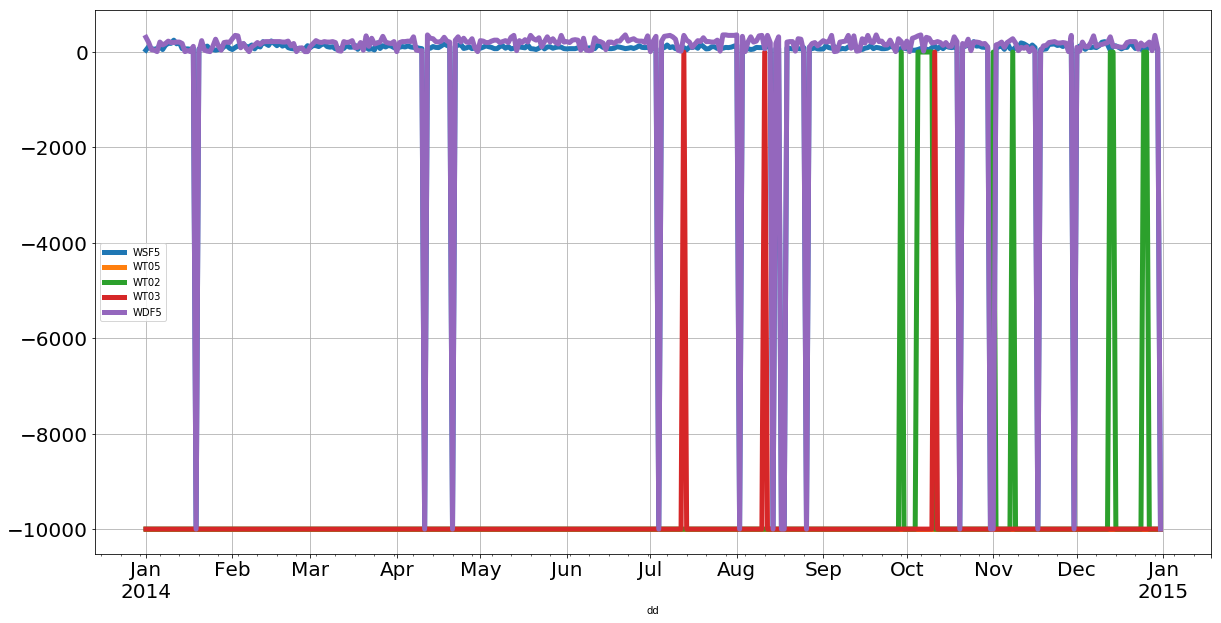 0
−2000
−4000
−6000
−8000
−10000
WSF5
WT05
WT02
WT03
WDF5
Jan Feb Mar Apr May Jun Jul Aug Sep Oct Nov Dec Jan
2014 2015
dd